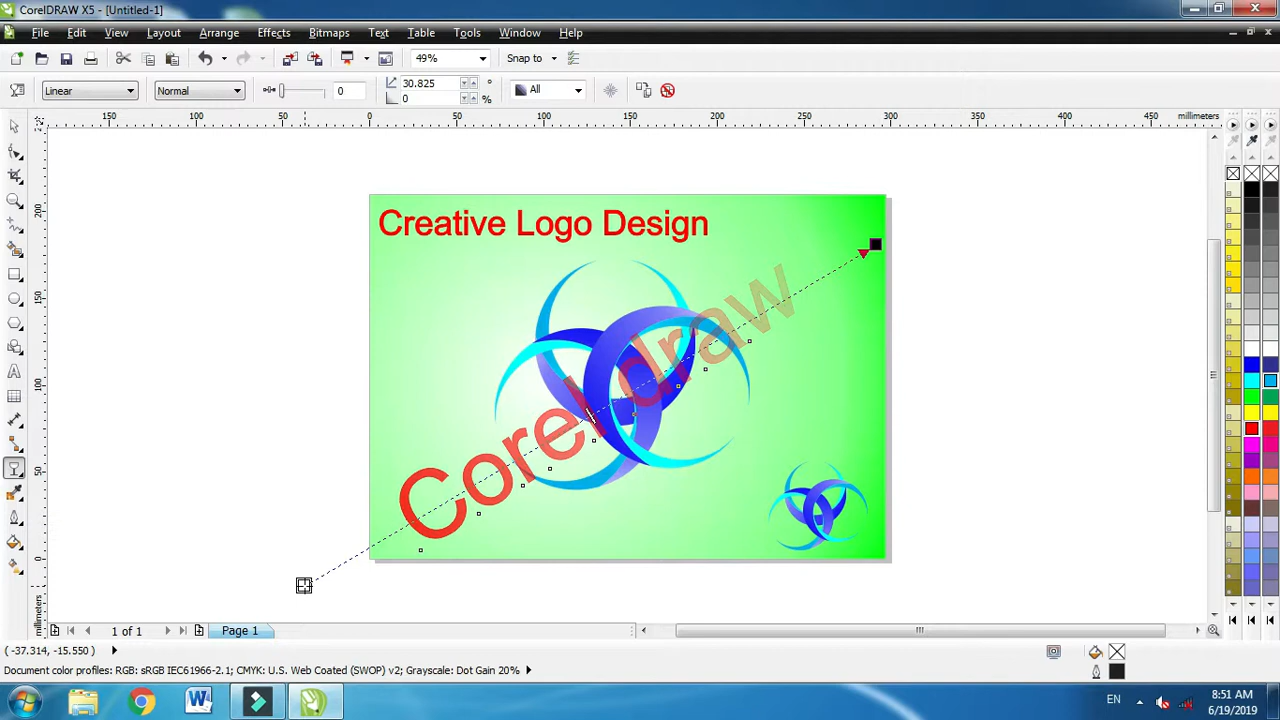 CorelDRAW X5 - [Untitled-1]
File Edit View Layout Arrange Effects Bitmaps Text Table Tools Window Help
49% Snap to
Linear Normal 0 30.825 ° 0 % All
150 100 50 0 50 100 150 200 250 300 350 400 450 millimeters
200
150
100
50
0
millimeters
Creative Logo Design
Corel draw
1 of 1 Page 1
( -37.314, -15.550 )
Document color profiles: RGB: sRGB IEC61966-2.1; CMYK: U.S. Web Coated (SWOP) v2; Grayscale: Dot Gain 20%
W EN 8:51 AM
6/19/2019